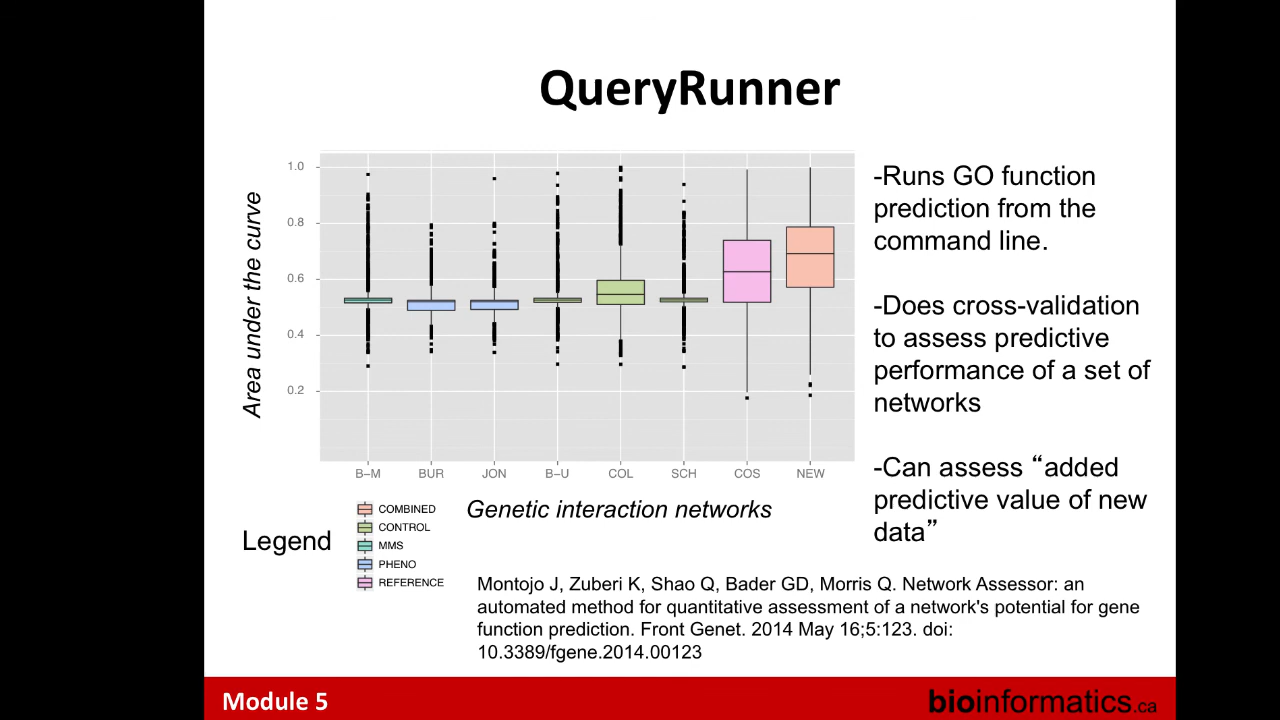 QueryRunner
1.0
0.8
0.6
0.4
0.2
Area under the curve
B–M BUR JON B–U COL SCH COS NEW
Genetic interaction networks
Legend
COMBINED
CONTROL
MMS
PHENO
REFERENCE
-Runs GO function
prediction from the
command line.
-Does cross-validation
to assess predictive
performance of a set of
networks
-Can assess “added
predictive value of new
data”
Montojo J, Zuberi K, Shao Q, Bader GD, Morris Q. Network Assessor: an
automated method for quantitative assessment of a network's potential for gene
function prediction. Front Genet. 2014 May 16;5:123. doi:
10.3389/fgene.2014.00123
Module 5
bioinformatics.ca